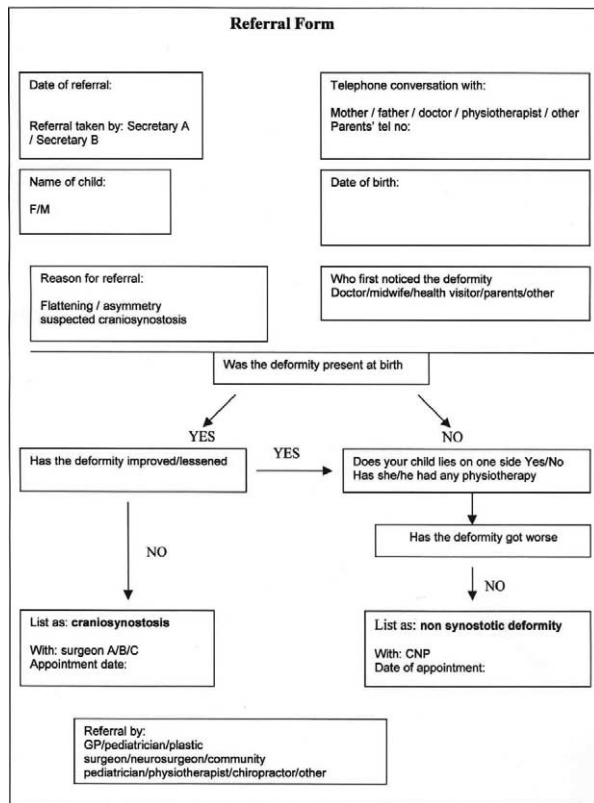 Referral Form
Date of referral:
Referral taken by: Secretary A
/ Secretary B
Telephone conversation with:
Mother / father / doctor / physiotherapist / other
Parents' tel no:
Name of child:
F/M
Date of birth:
Reason for referral:
Flattening / asymmetry
suspected craniosynostosis
Who first noticed the deformity
Doctor/midwife/health visitor/parents/other
Was the deformity present at birth
YES
NO
Has the deformity improved/lessened
YES
Does your child lies on one side Yes/No
Has she/he had any physiotherapy
Has the deformity got worse
NO
NO
List as: craniosynostosis
With: surgeon A/B/C
Appointment date:
List as: non synostotic deformity
With: CNP
Date of appointment:
Referral by:
GP/pediatrician/plastic
surgeon/neurosurgeon/community
pediatrician/physiotherapist/chiropractor/other